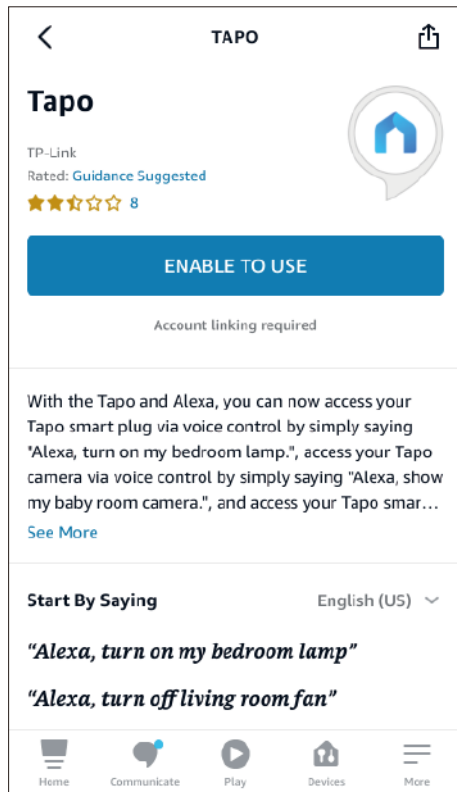 TAPO
Tapo
TP-Link
Rated: Guidance Suggested
8
ENABLE TO USE
Account linking required
With the Tapo and Alexa, you can now access your
Tapo smart plug via voice control by simply saying
"Alexa, turn on my bedroom lamp.", access your Tapo
camera via voice control by simply saying "Alexa, show
my baby room camera.", and access your Tapo smar...
See More
Start By Saying English (US)
“Alexa, turn on my bedroom lamp”
“Alexa, turn off living room fan”
Home Communicate Play Devices More